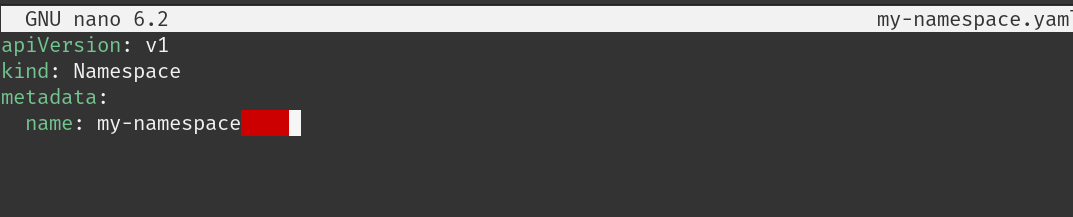 GNU nano 6.2 my-namespace.yaml
apiVersion: v1
kind: Namespace
metadata:
  name: my-namespace